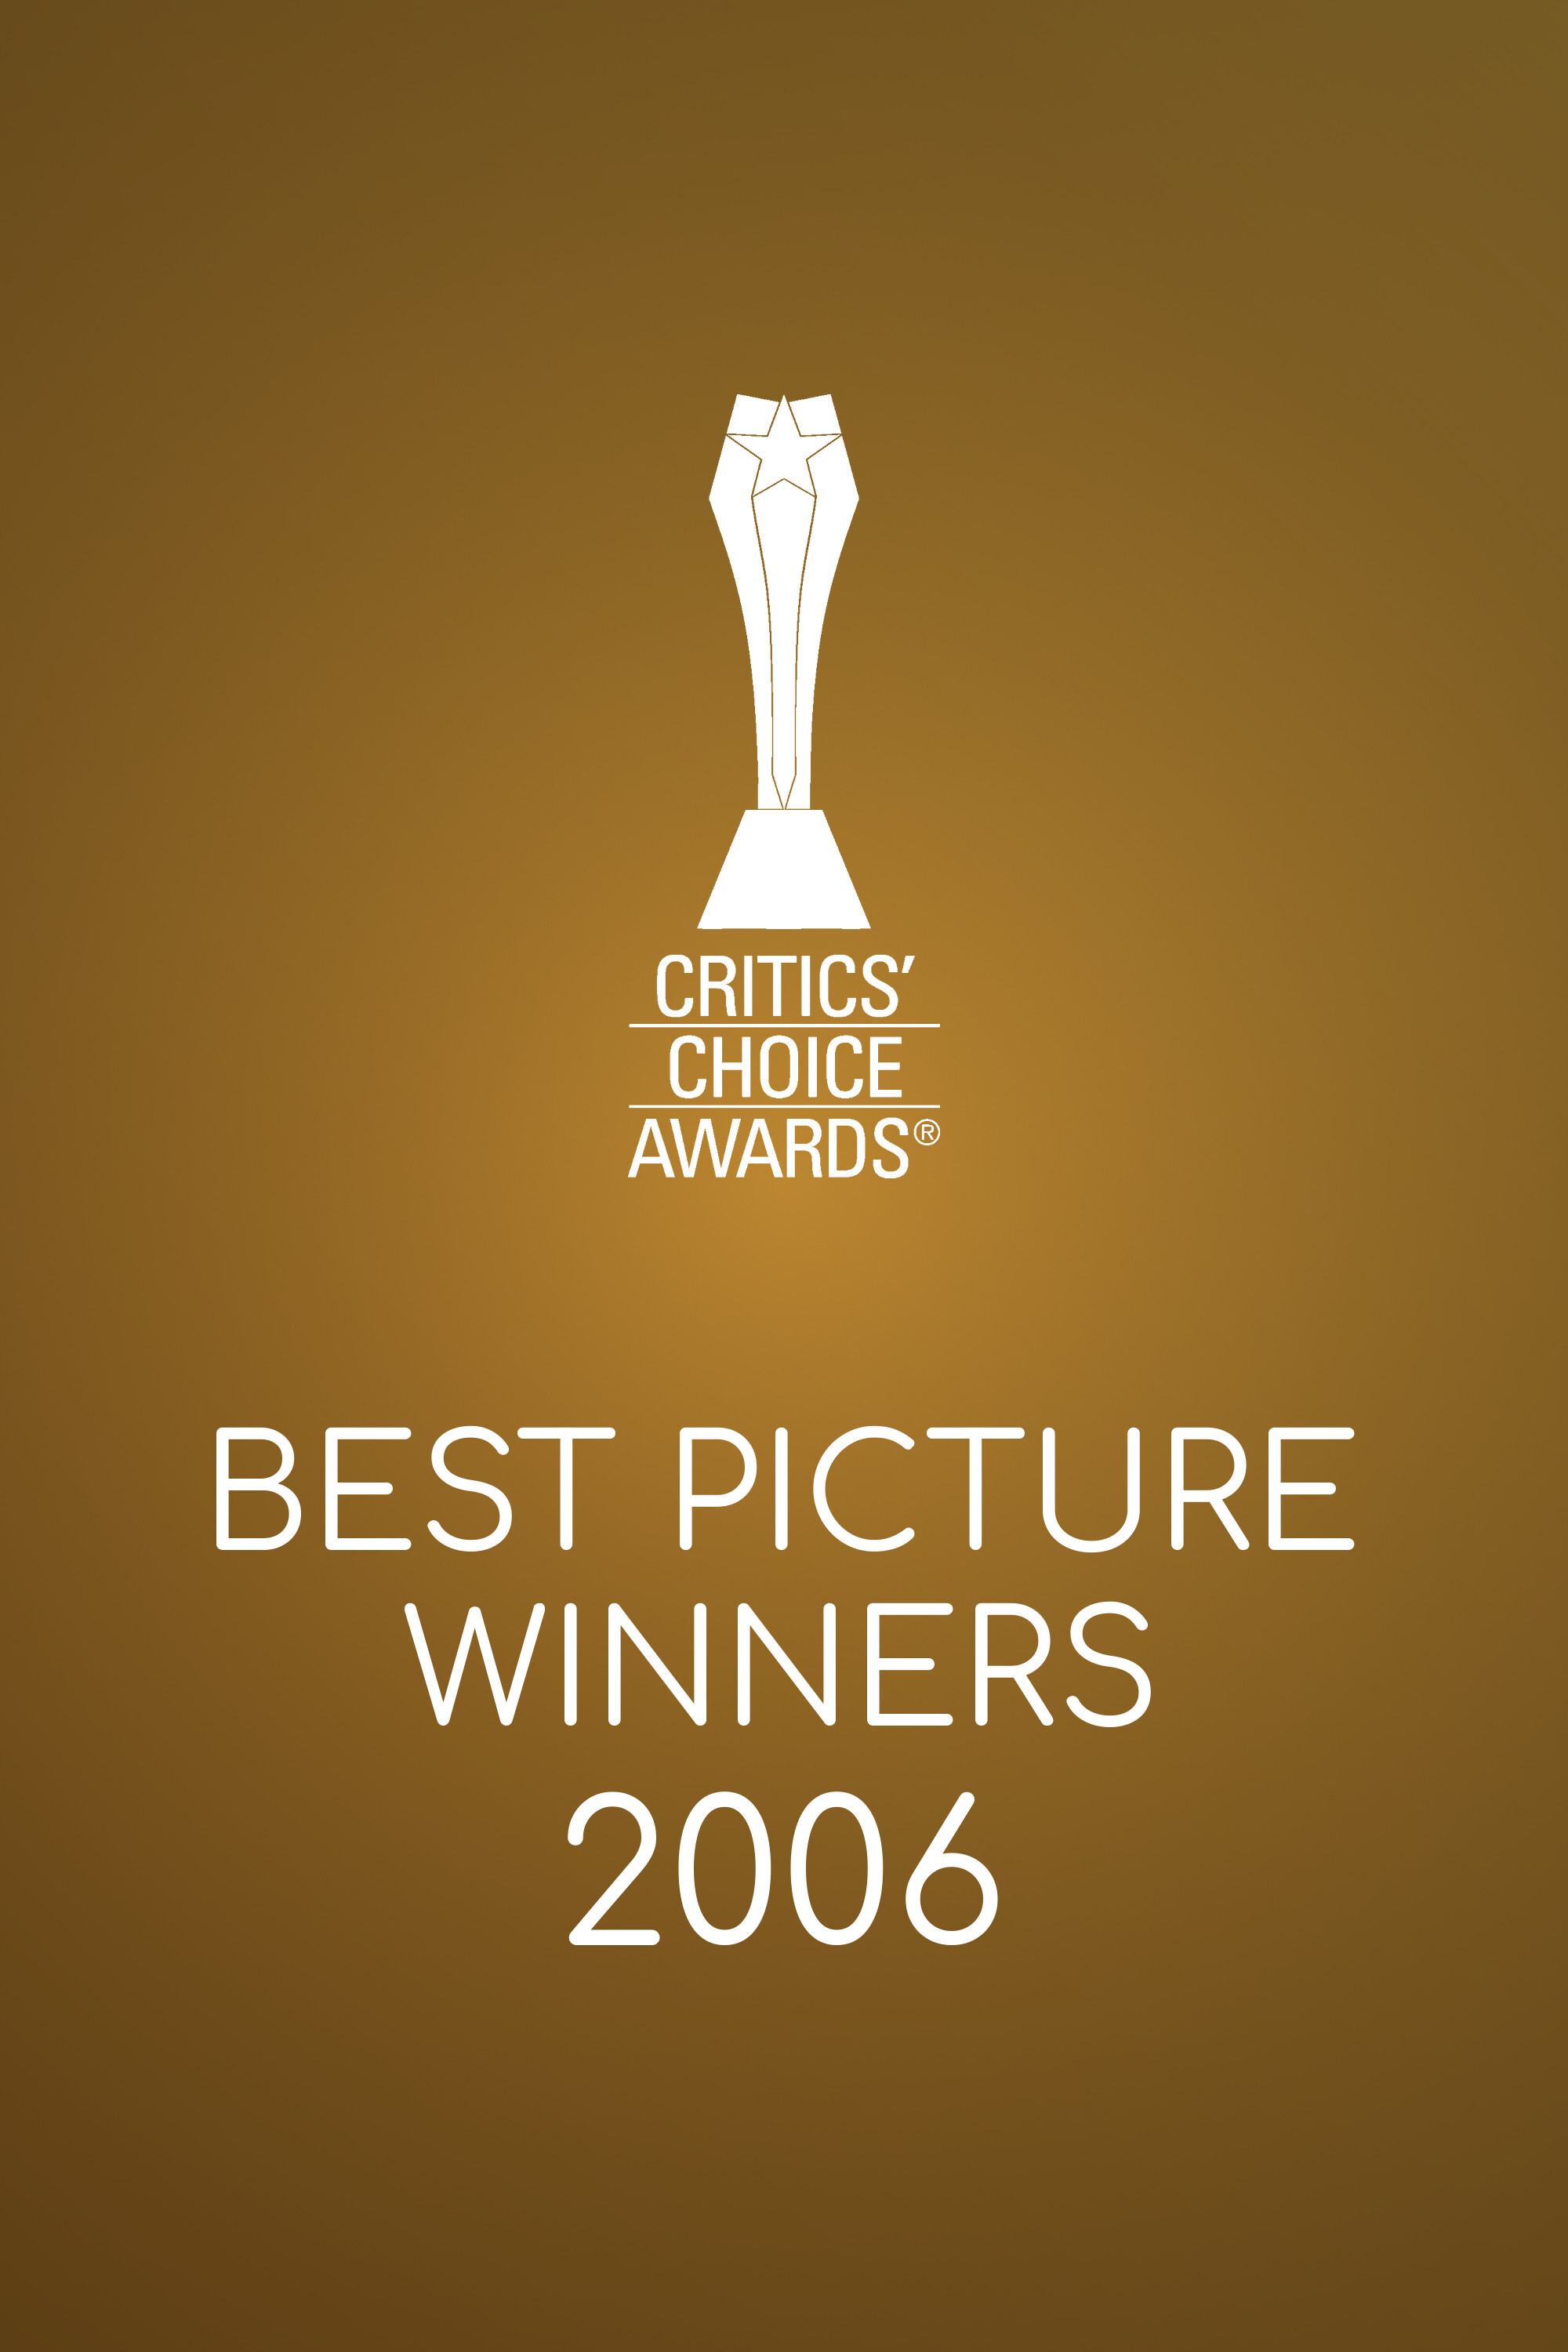 CRITICS'
CHOICE
AWARDS®
BEST PICTURE
WINNERS
2006